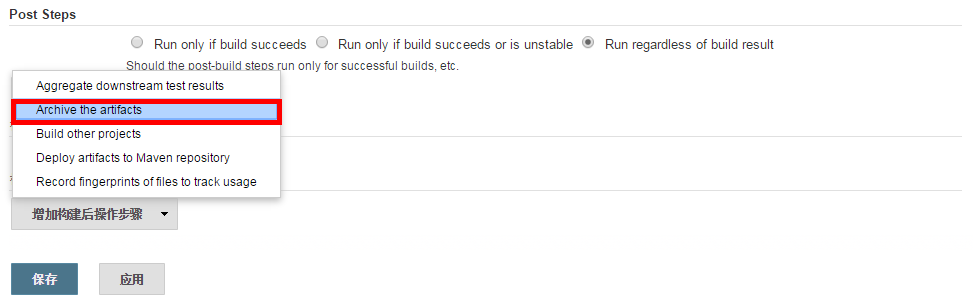 Post Steps
Run only if build succeeds Run only if build succeeds or is unstable Run regardless of build result
Should the post-build steps run only for successful builds, etc.
Aggregate downstream test results
Archive the artifacts
Build other projects
Deploy artifacts to Maven repository
Record fingerprints of files to track usage
增加构建后操作步骤
保存 应用